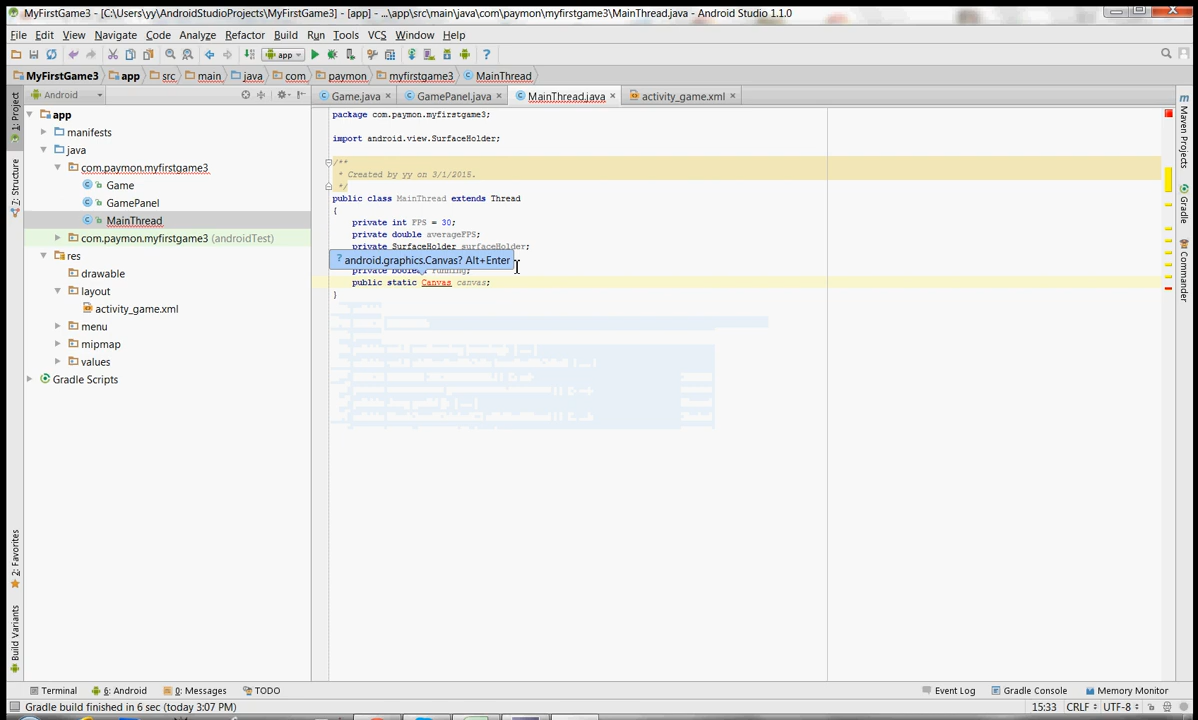 MyFirstGame3 - [C:\Users\yy\AndroidStudioProjects\MyFirstGame3] - [app] - ...\app\src\main\java\com\paymon\myfirstgame3\MainThread.java - Android Studio 1.1.0
File Edit View Navigate Code Analyze Refactor Build Run Tools VCS Window Help
app
MyFirstGame3 app src main java com paymon myfirstgame3 MainThread
Android
Game.java GamePanel.java MainThread.java activity_game.xml
1: Project
7: Structure
2: Favorites
Build Variants
app
manifests
java
com.paymon.myfirstgame3
Game
GamePanel
MainThread
com.paymon.myfirstgame3 (androidTest)
res
drawable
layout
activity_game.xml
menu
mipmap
values
Gradle Scripts
package com.paymon.myfirstgame3;
import android.view.SurfaceHolder;
/**
* Created by yy on 3/1/2015.
*/
public class MainThread extends Thread
{
private int FPS = 30;
private double averageFPS;
private SurfaceHolder surfaceHolder;
? android.graphics.Canvas? Alt+Enter
private boolean running;
public static Canvas canvas;
}
Maven Projects
Gradle
Commander
Terminal 6: Android 0: Messages TODO Event Log Gradle Console Memory Monitor
Gradle build finished in 6 sec (today 3:07 PM) 15:33 CRLF UTF-8